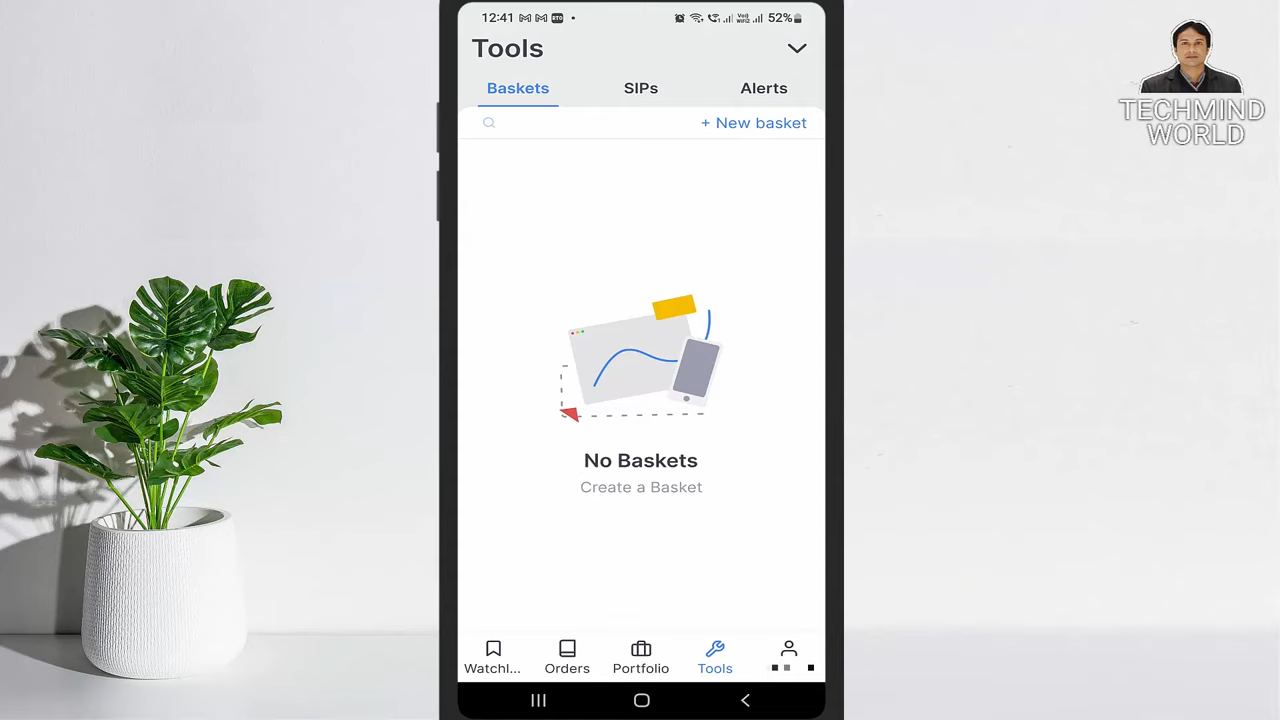 12:41
52%
Tools
Baskets SIPs Alerts
+ New basket
No Baskets
Create a Basket
Watchl... Orders Portfolio Tools
TECHMIND
WORLD